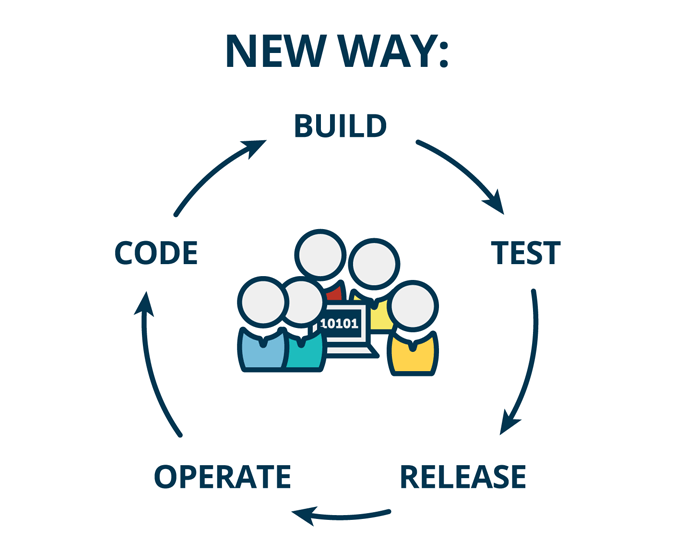 NEW WAY:
BUILD
CODE
TEST
10101
OPERATE
RELEASE